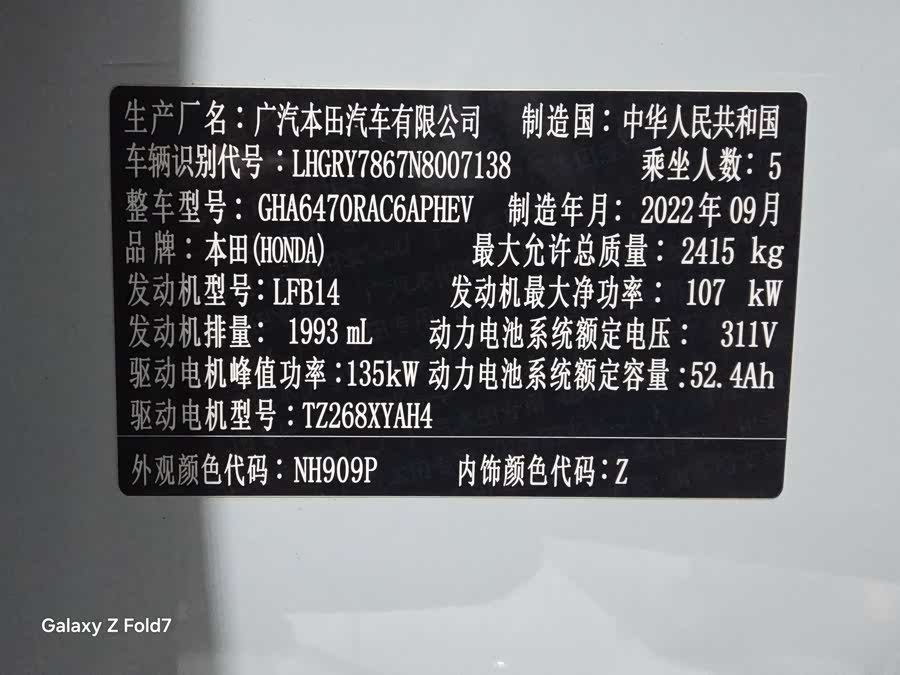 生产厂名：广汽本田汽车有限公司 制造国：中华人民共和国
车辆识别代号：LHGRY7867N8007138 乘坐人数：5
整车型号：GHA6470RAC6APHEV 制造年月：2022年09月
品牌：本田(HONDA) 最大允许总质量：2415 kg
发动机型号：LFB14 发动机最大净功率：107 kW
发动机排量：1993 mL 动力电池系统额定电压：311V
驱动电机峰值功率：135kW 动力电池系统额定容量：52.4Ah
驱动电机型号：TZ268XYAH4
外观颜色代码：NH909P 内饰颜色代码：Z
Galaxy Z Fold7